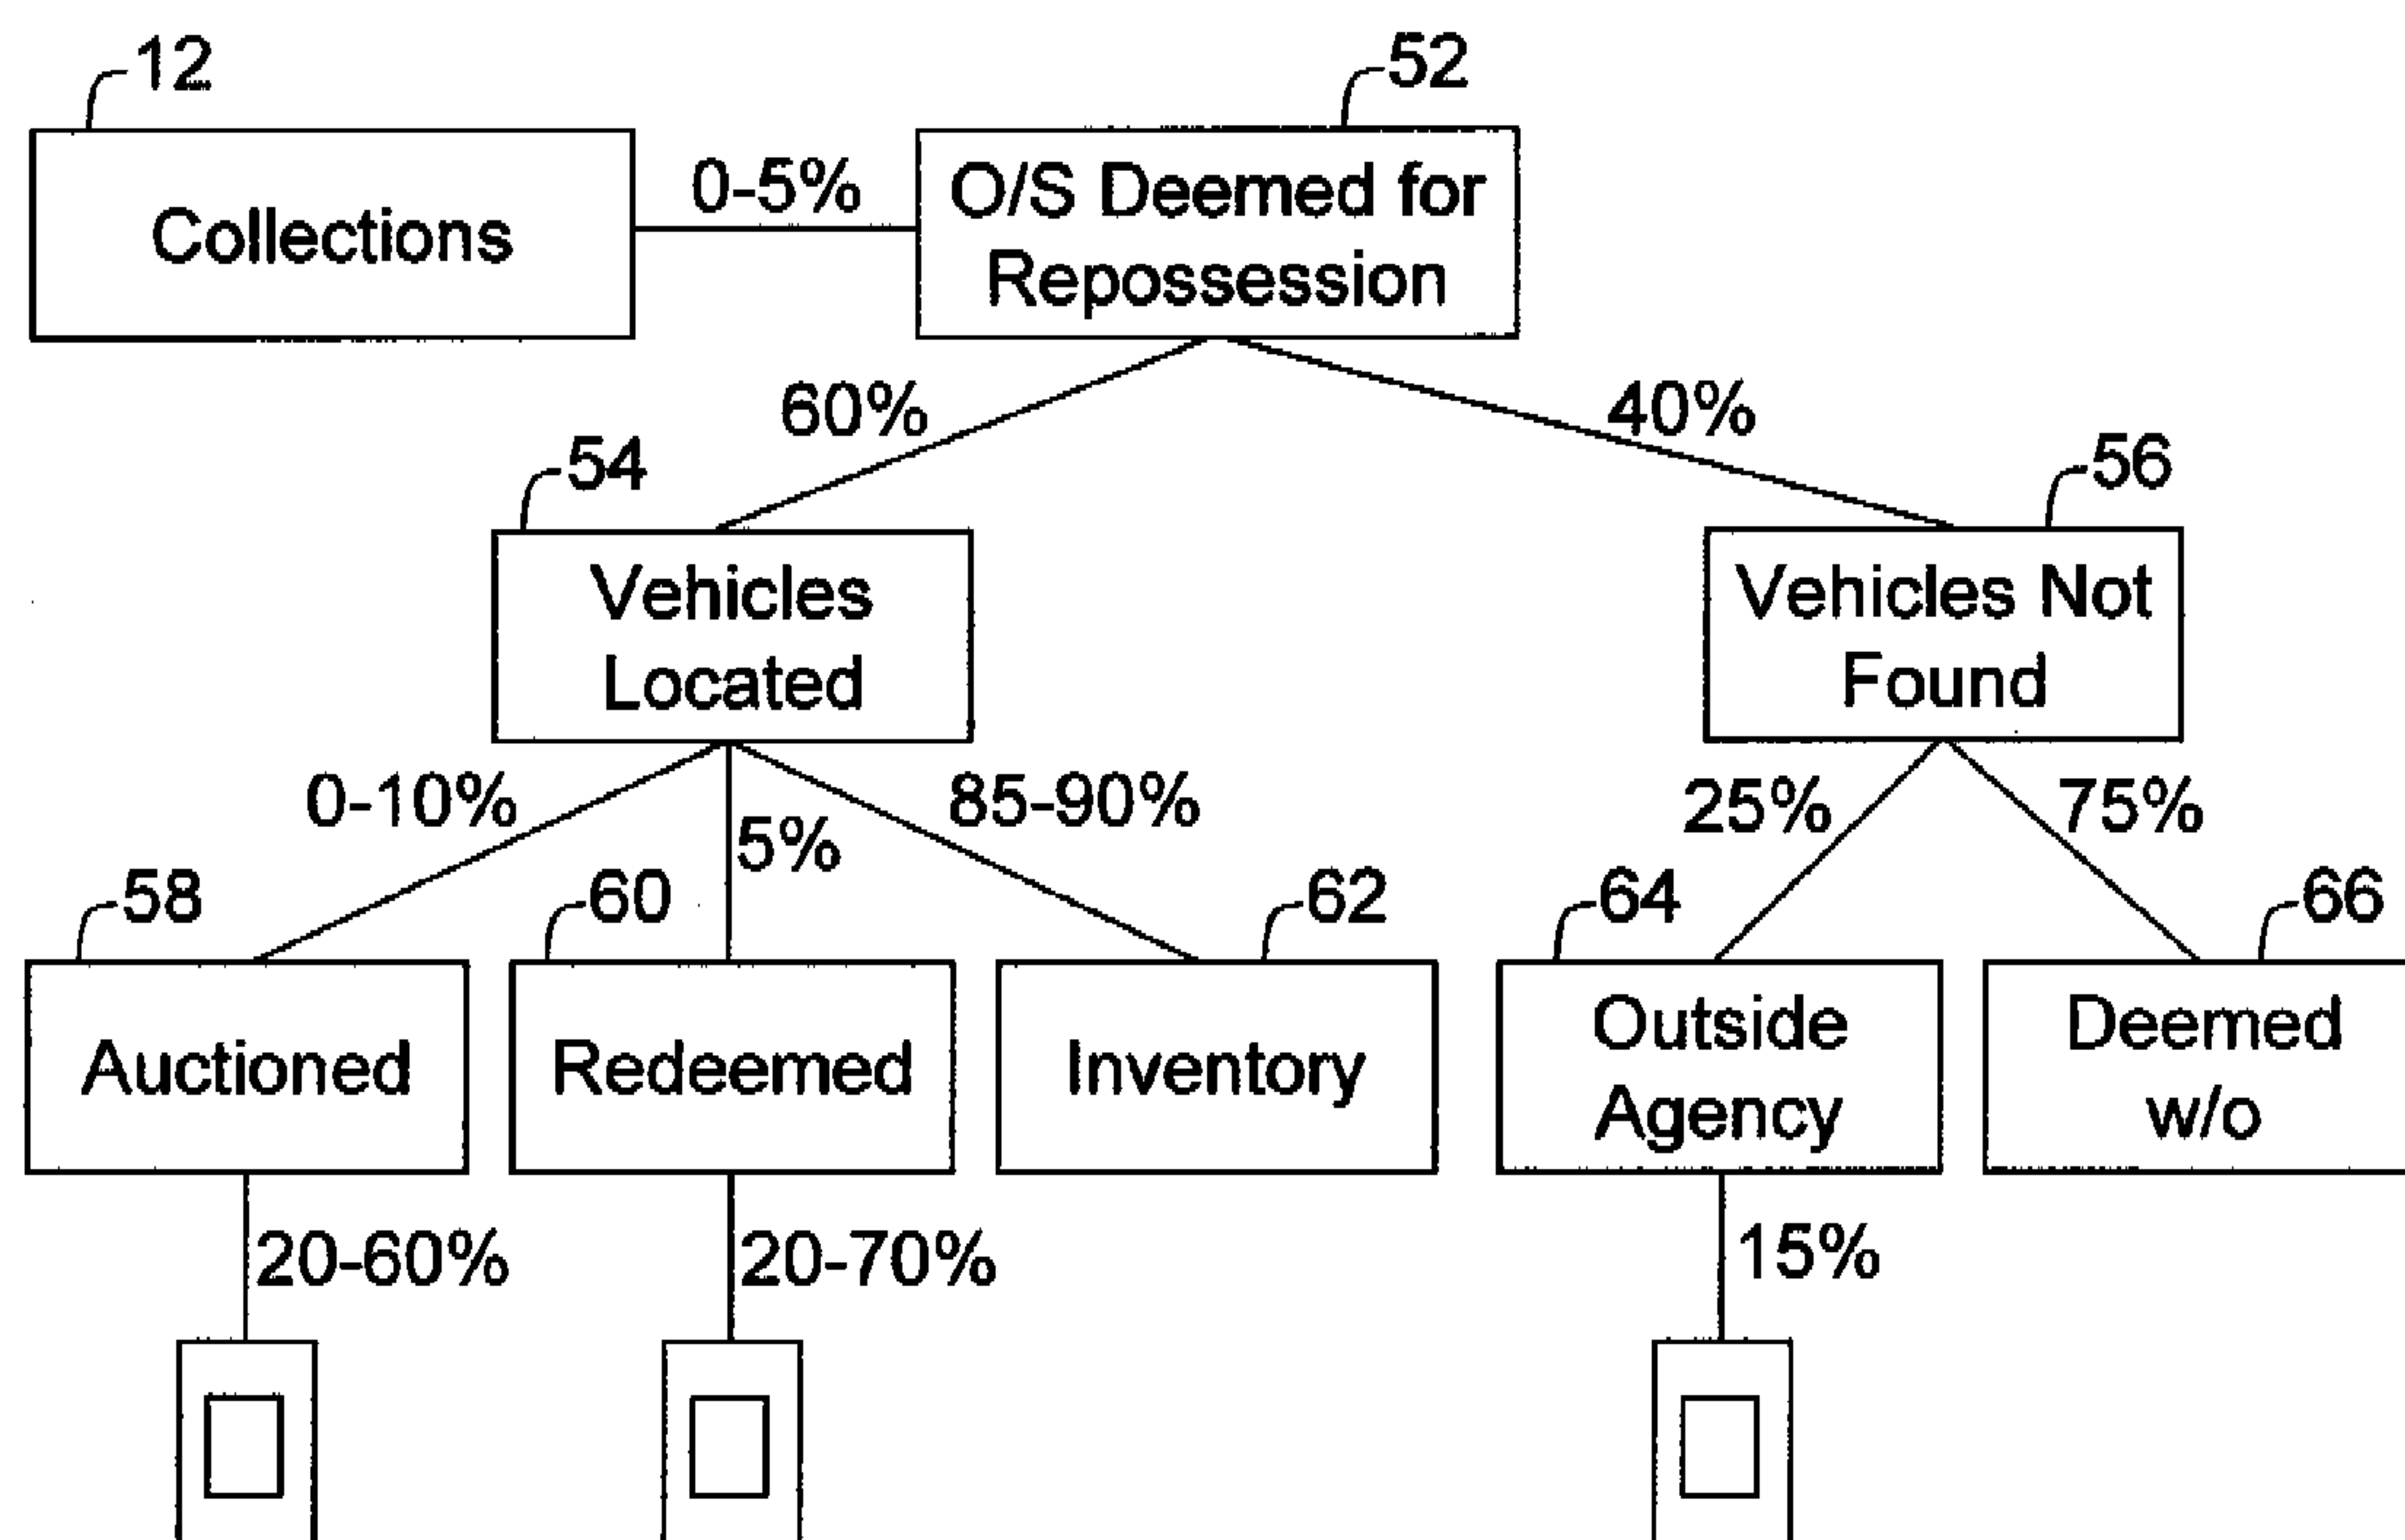 12
52
Collections
0-5%
O/S Deemed for
Repossession
60%
40%
54
56
Vehicles
Located
Vehicles Not
Found
0-10%
5%
85-90%
25%
75%
58
60
62
64
66
Auctioned
Redeemed
Inventory
Outside
Agency
Deemed
w/o
20-60%
20-70%
15%